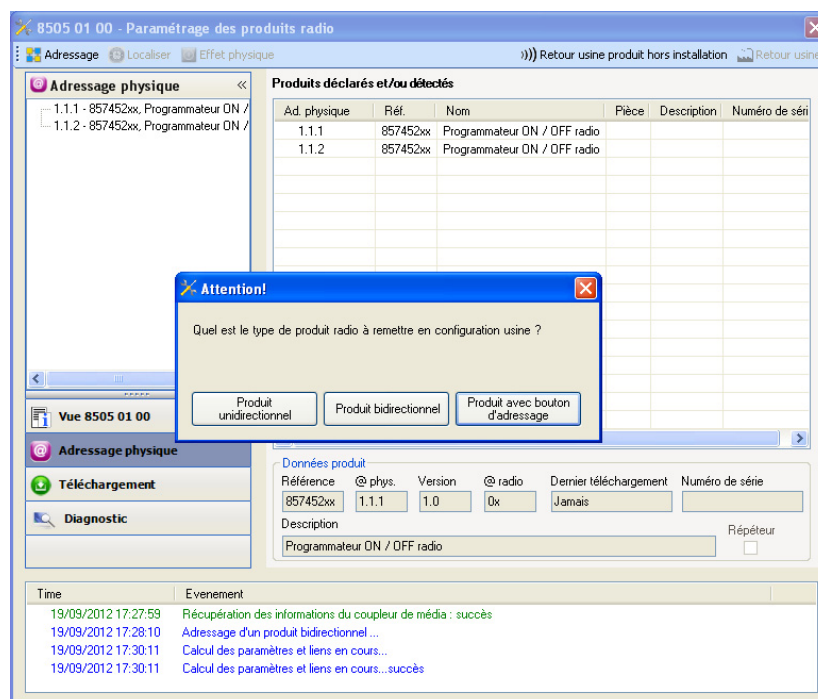 8505 01 00 - Paramétrage des produits radio
Adressage Localiser Effet physique Retour usine produit hors installation Retour usine
Adressage physique «
1.1.1 - 857452xx, Programmateur ON /
1.1.2 - 857452xx, Programmateur ON /
Produits déclarés et/ou détectés
Ad. physique Réf. Nom Pièce Description Numéro de séri
1.1.1 857452xx Programmateur ON / OFF radio
1.1.2 857452xx Programmateur ON / OFF radio
Attention!
Quel est le type de produit radio à remettre en configuration usine ?
Produit unidirectionnel
Produit bidirectionnel
Produit avec bouton d'adressage
Vue 8505 01 00
Adressage physique
Téléchargement
Diagnostic
Données produit
Référence @ phys. Version @ radio Dernier téléchargement Numéro de série
857452xx 1.1.1 1.0 0x Jamais
Description
Programmateur ON / OFF radio
Répéteur
Time Evenement
19/09/2012 17:27:59 Récupération des informations du coupleur de média : succès
19/09/2012 17:28:10 Adressage d'un produit bidirectionnel ...
19/09/2012 17:30:11 Calcul des paramètres et liens en cours...
19/09/2012 17:30:11 Calcul des paramètres et liens en cours...succès